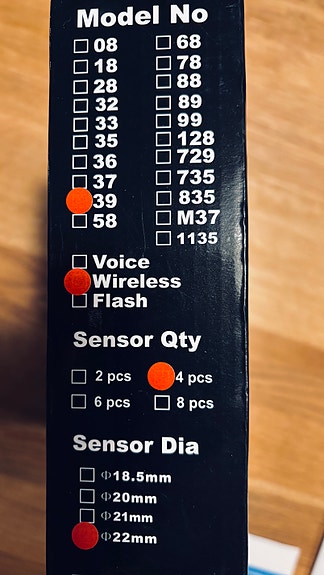 Model No
08 68
18 78
28 88
32 89
33 99
35 128
36 729
37 735
39 835
58 M37
1135
Voice
Wireless
Flash
Sensor Qty
2 pcs 4 pcs
6 pcs 8 pcs
Sensor Dia
Φ18.5mm
Φ20mm
Φ21mm
Φ22mm